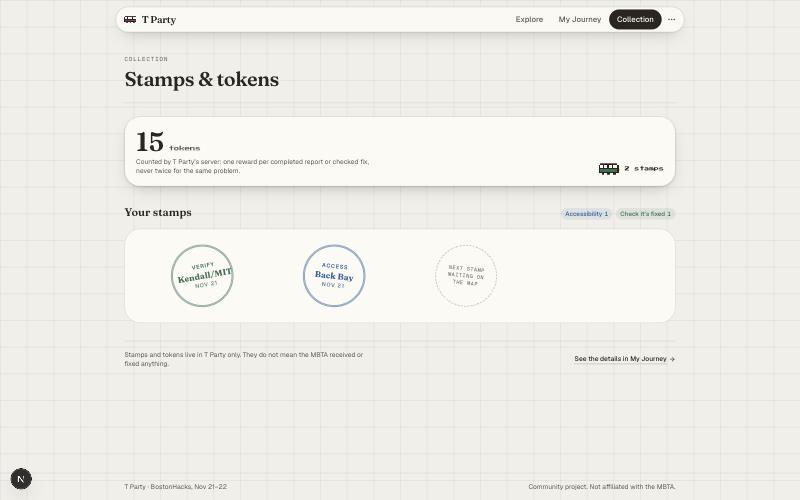 T Party
Explore
My Journey
Collection
COLLECTION
Stamps & tokens
15 tokens
Counted by T Party's server: one reward per completed report or checked fix,
never twice for the same problem.
2 stamps
Your stamps
Accessibility 1
Check it's fixed 1
VERIFY
Kendall/MIT
NOV 21
ACCESS
Back Bay
NOV 21
NEXT STAMP
WAITING ON
THE MAP
Stamps and tokens live in T Party only. They do not mean the MBTA received or
fixed anything.
See the details in My Journey →
N
T Party · BostonHacks, Nov 21–22
Community project. Not affiliated with the MBTA.